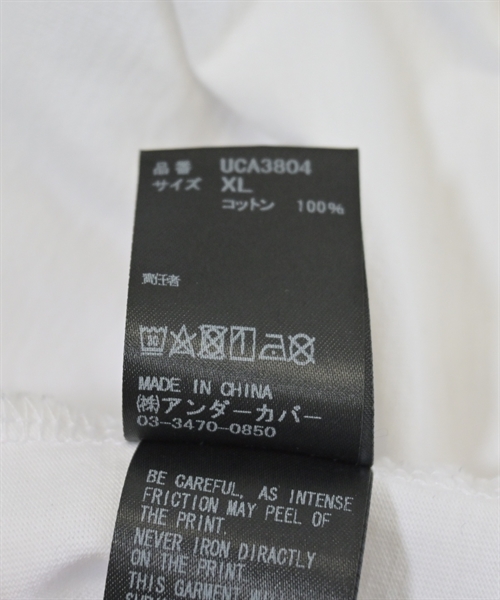 品番 UCA3804
サイズ XL
コットン 100%
責任者
MADE IN CHINA
㈱アンダーカバー
03-3470-0850
BE CAREFUL, AS INTENSE
FRICTION MAY PEEL OF
THE PRINT.
NEVER IRON DIRACTLY
ON THE PRINT.
THIS GARMENT